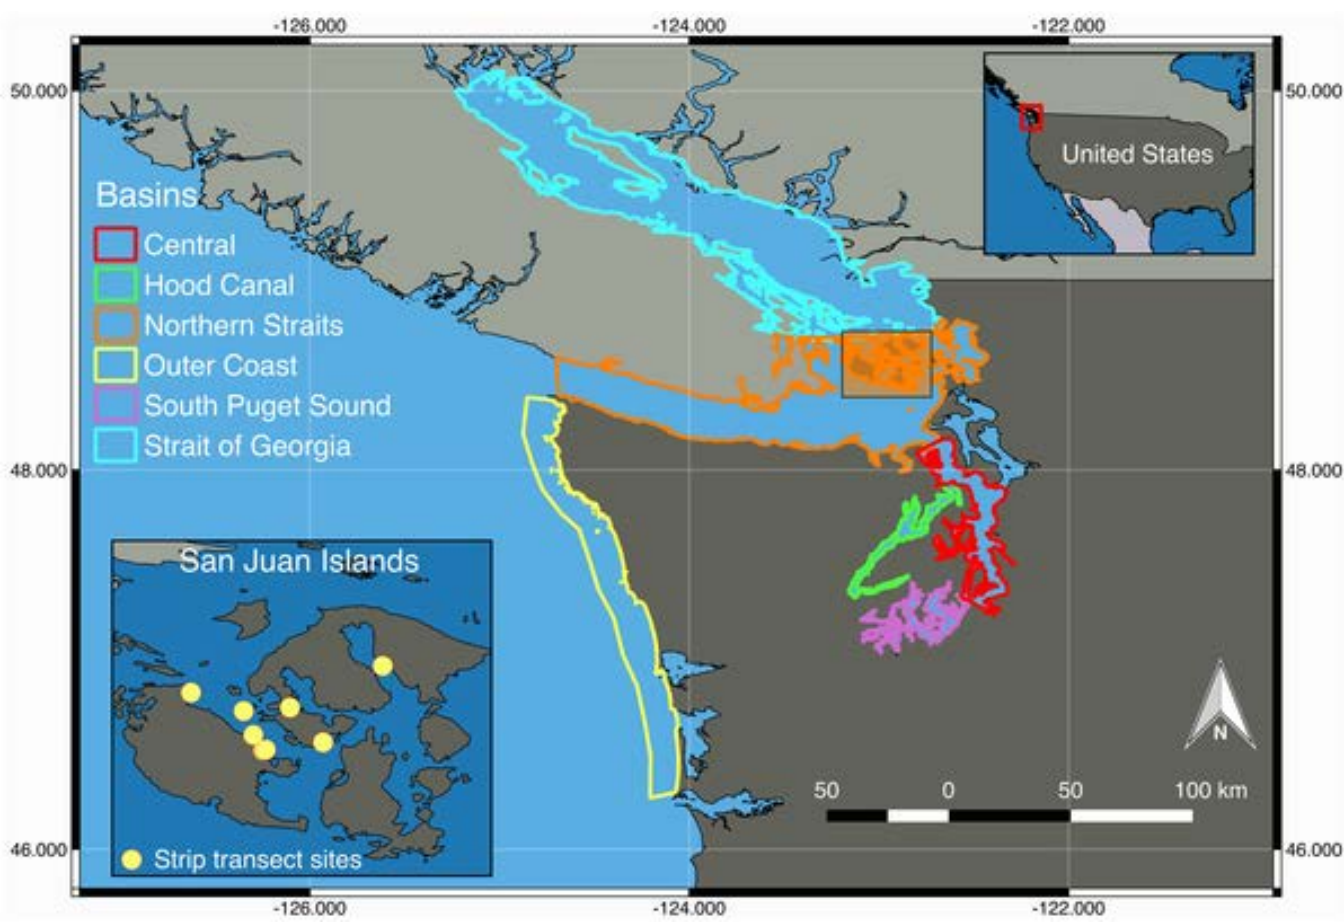 -126.000 -124.000 -122.000
50.000 50.000
United States
Basins
Central
Hood Canal
Northern Straits
Outer Coast
South Puget Sound
Strait of Georgia
48.000 48.000
San Juan Islands
Strip transect sites
N
50 0 50 100 km
46.000 46.000
-126.000 -124.000 -122.000